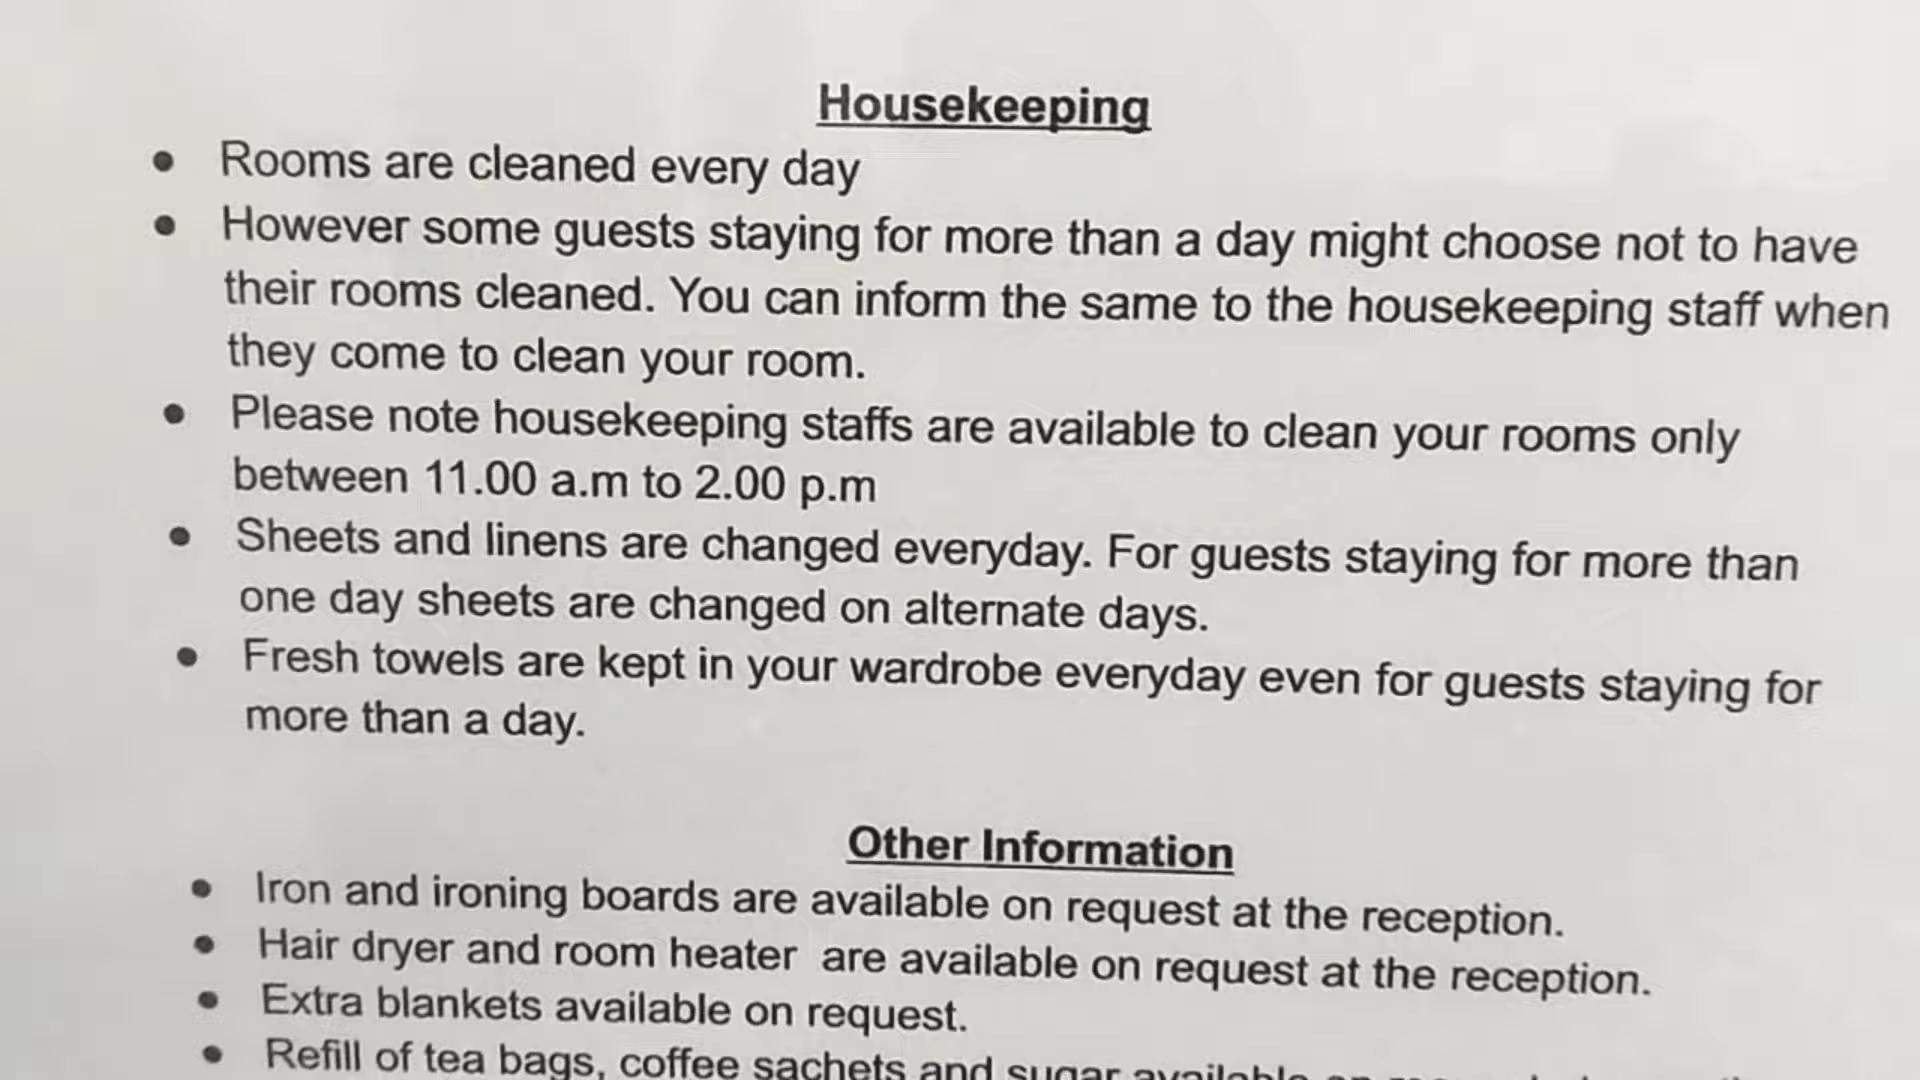 Housekeeping
• Rooms are cleaned every day
• However some guests staying for more than a day might choose not to have
their rooms cleaned. You can inform the same to the housekeeping staff when
they come to clean your room.
• Please note housekeeping staffs are available to clean your rooms only
between 11.00 a.m to 2.00 p.m
• Sheets and linens are changed everyday. For guests staying for more than
one day sheets are changed on alternate days.
• Fresh towels are kept in your wardrobe everyday even for guests staying for
more than a day.
Other Information
• Iron and ironing boards are available on request at the reception.
• Hair dryer and room heater are available on request at the reception.
• Extra blankets available on request.
• Refill of tea bags, coffee sachets and sugar available on